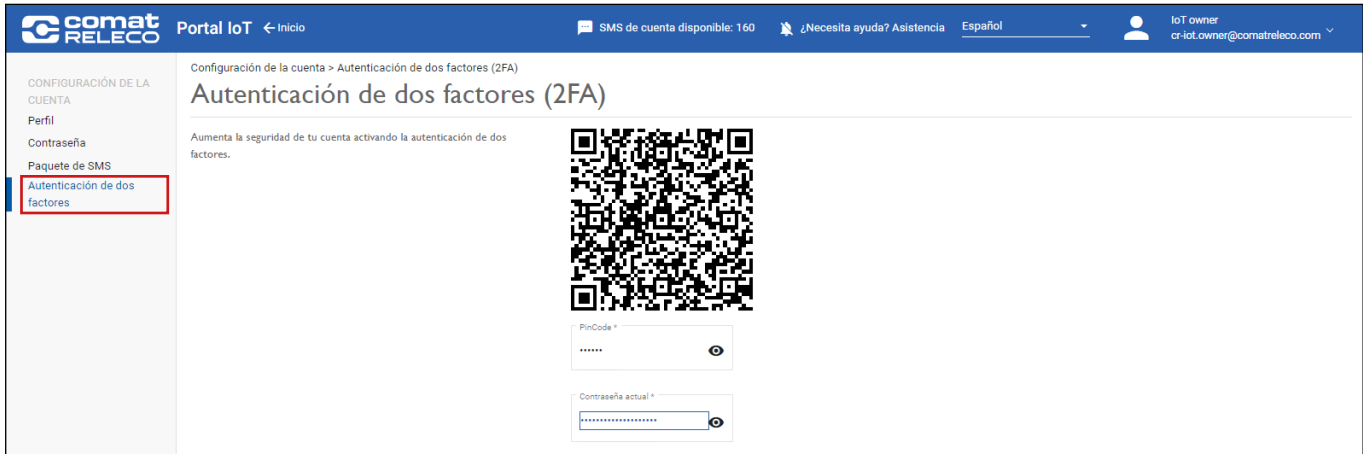 comat
RELECO
Portal IoT ← Inicio
SMS de cuenta disponible: 160
¿Necesita ayuda? Asistencia
Español
IoT owner
cr-iot.owner@comatreleco.com
CONFIGURACIÓN DE LA
CUENTA
Perfil
Contraseña
Paquete de SMS
Autenticación de dos
factores
Configuración de la cuenta > Autenticación de dos factores (2FA)
Autenticación de dos factores (2FA)
Aumenta la seguridad de tu cuenta activando la autenticación de dos
factores.
PinCode *
••••••
Contraseña actual *
••••••••••••••••••••